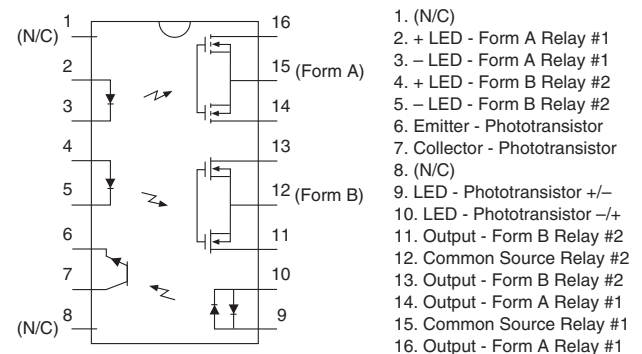 1
(N/C)
2
3
4
5
6
7
8
(N/C)
16
15 (Form A)
14
13
12 (Form B)
11
10
9
1. (N/C)
2. + LED - Form A Relay #1
3. – LED - Form A Relay #1
4. + LED - Form B Relay #2
5. – LED - Form B Relay #2
6. Emitter - Phototransistor
7. Collector - Phototransistor
8. (N/C)
9. LED - Phototransistor +/–
10. LED - Phototransistor –/+
11. Output - Form B Relay #2
12. Common Source Relay #2
13. Output - Form B Relay #2
14. Output - Form A Relay #1
15. Common Source Relay #1
16. Output - Form A Relay #1